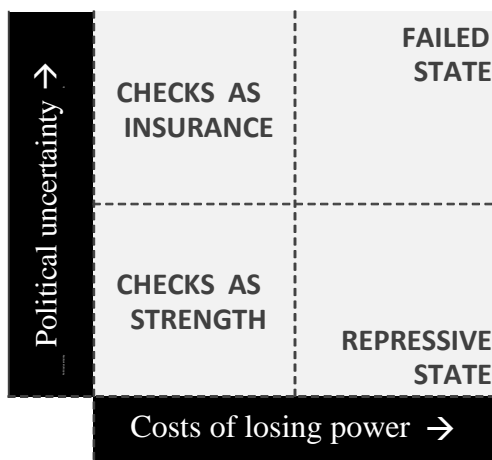 Political uncertainty →
CHECKS AS
INSURANCE
FAILED
STATE
CHECKS AS
STRENGTH
REPRESSIVE
STATE
Costs of losing power →